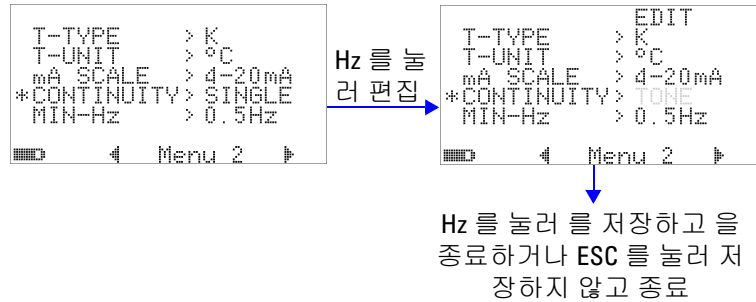 T-TYPE > K
T-UNIT > °C
mA SCALE > 4-20mA
*CONTINUITY> SINGLE
MIN-Hz > 0.5Hz
Menu 2
Hz 를 눌
러 편집
EDIT
T-TYPE > K
T-UNIT > °C
mA SCALE > 4-20mA
*CONTINUITY> TONE
MIN-Hz > 0.5Hz
Menu 2
Hz 를 눌러 를 저장하고 을
종료하거나 ESC 를 눌러 저
장하지 않고 종료